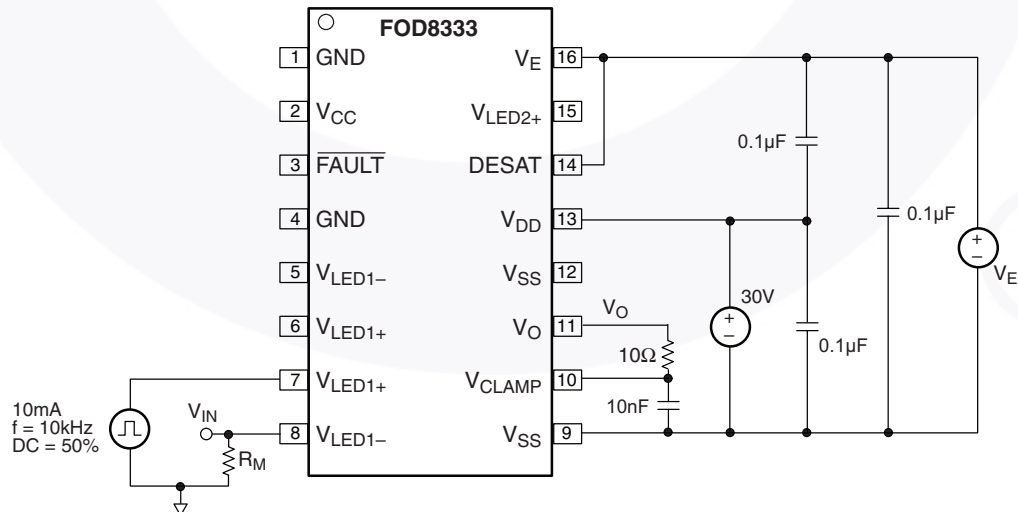 FOD8333
1 GND
2 VCC
3 FAULT
4 GND
5 VLED1–
6 VLED1+
7 VLED1+
8 VLED1–
VE 16
VLED2+ 15
DESAT 14
VDD 13
VSS 12
VO 11
VCLAMP 10
VSS 9
0.1µF
0.1µF
+
–
VE
30V
+
–
0.1µF
VO
10Ω
10nF
10mA
f = 10kHz
DC = 50%
VIN
RM